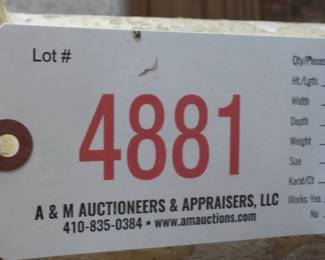 Lot #
4881
A & M AUCTIONEERS & APPRAISERS, LLC
410-835-0384 • www.amauctions.com
Qty/Pieces
Ht./Lgth.
Width
Depth
Weight
Size
Karat/Ct
Works: Yes
No